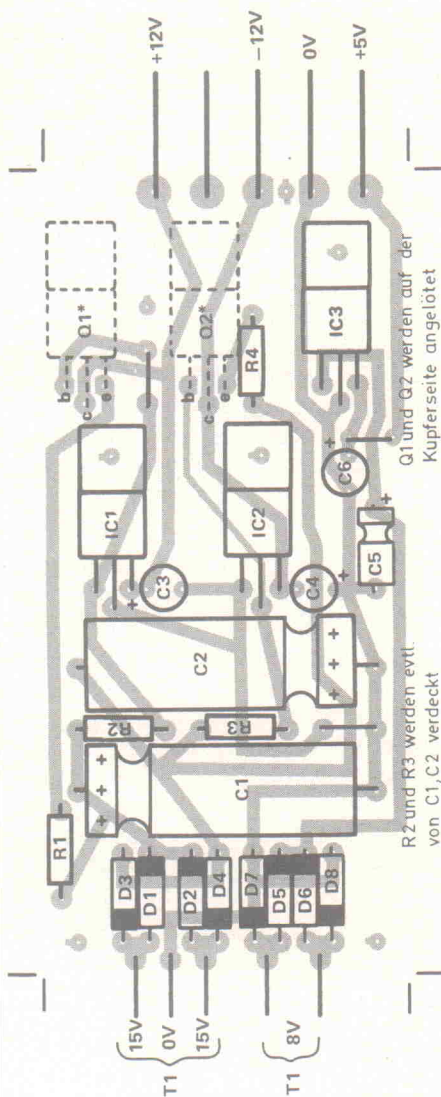 T1
15V
0V
15V
T1
8V
D3
D1
D2
D4
D7
D5
D6
D8
R1
C1
R2
R3
C2
C3
C4
C5
C6
IC1
IC2
IC3
R4
Q1*
b
c
e
Q2*
b
c
e
+12V
−12V
0V
+5V
+ + +
+ + +
+
+
+
+
R2 und R3 werden evtl.
von C1,C2 verdeckt
Q1 und Q2 werden auf der
Kupferseite angelötet